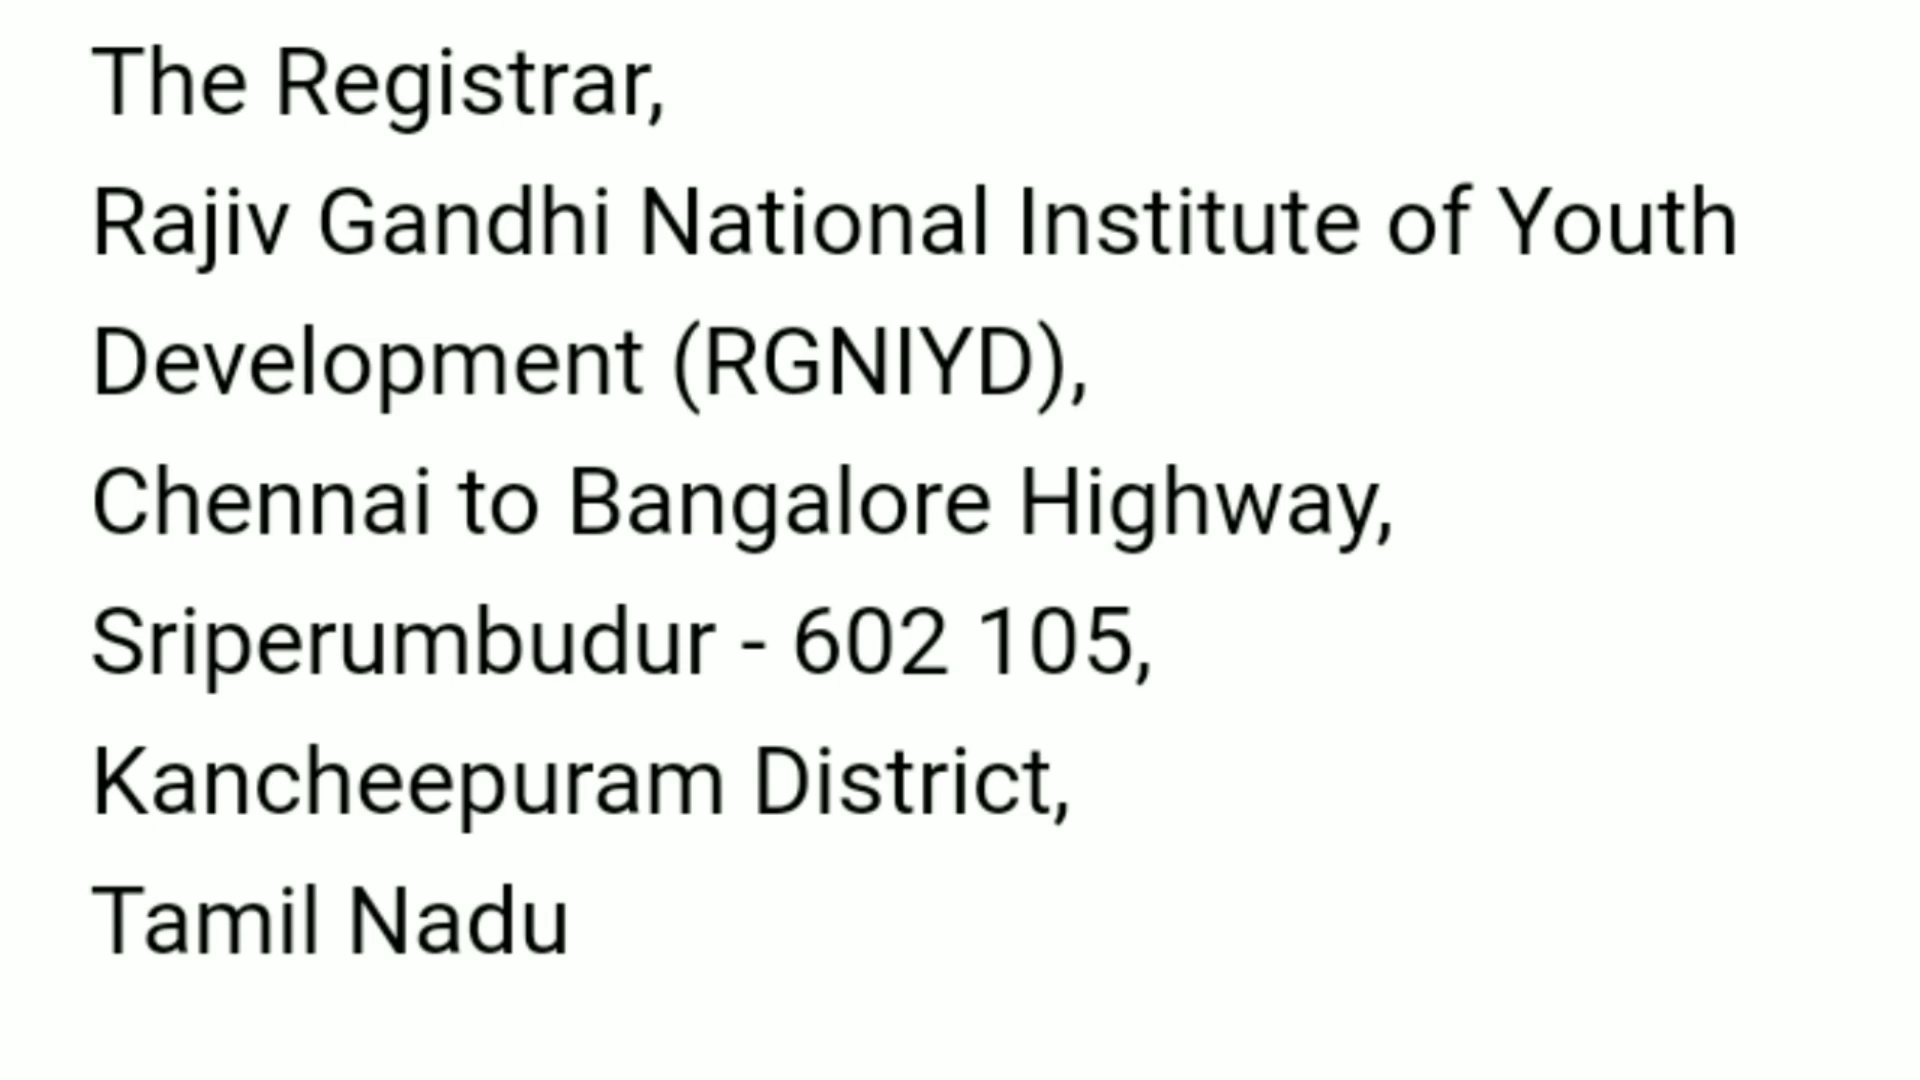 The Registrar,
Rajiv Gandhi National Institute of Youth
Development (RGNIYD),
Chennai to Bangalore Highway,
Sriperumbudur - 602 105,
Kancheepuram District,
Tamil Nadu